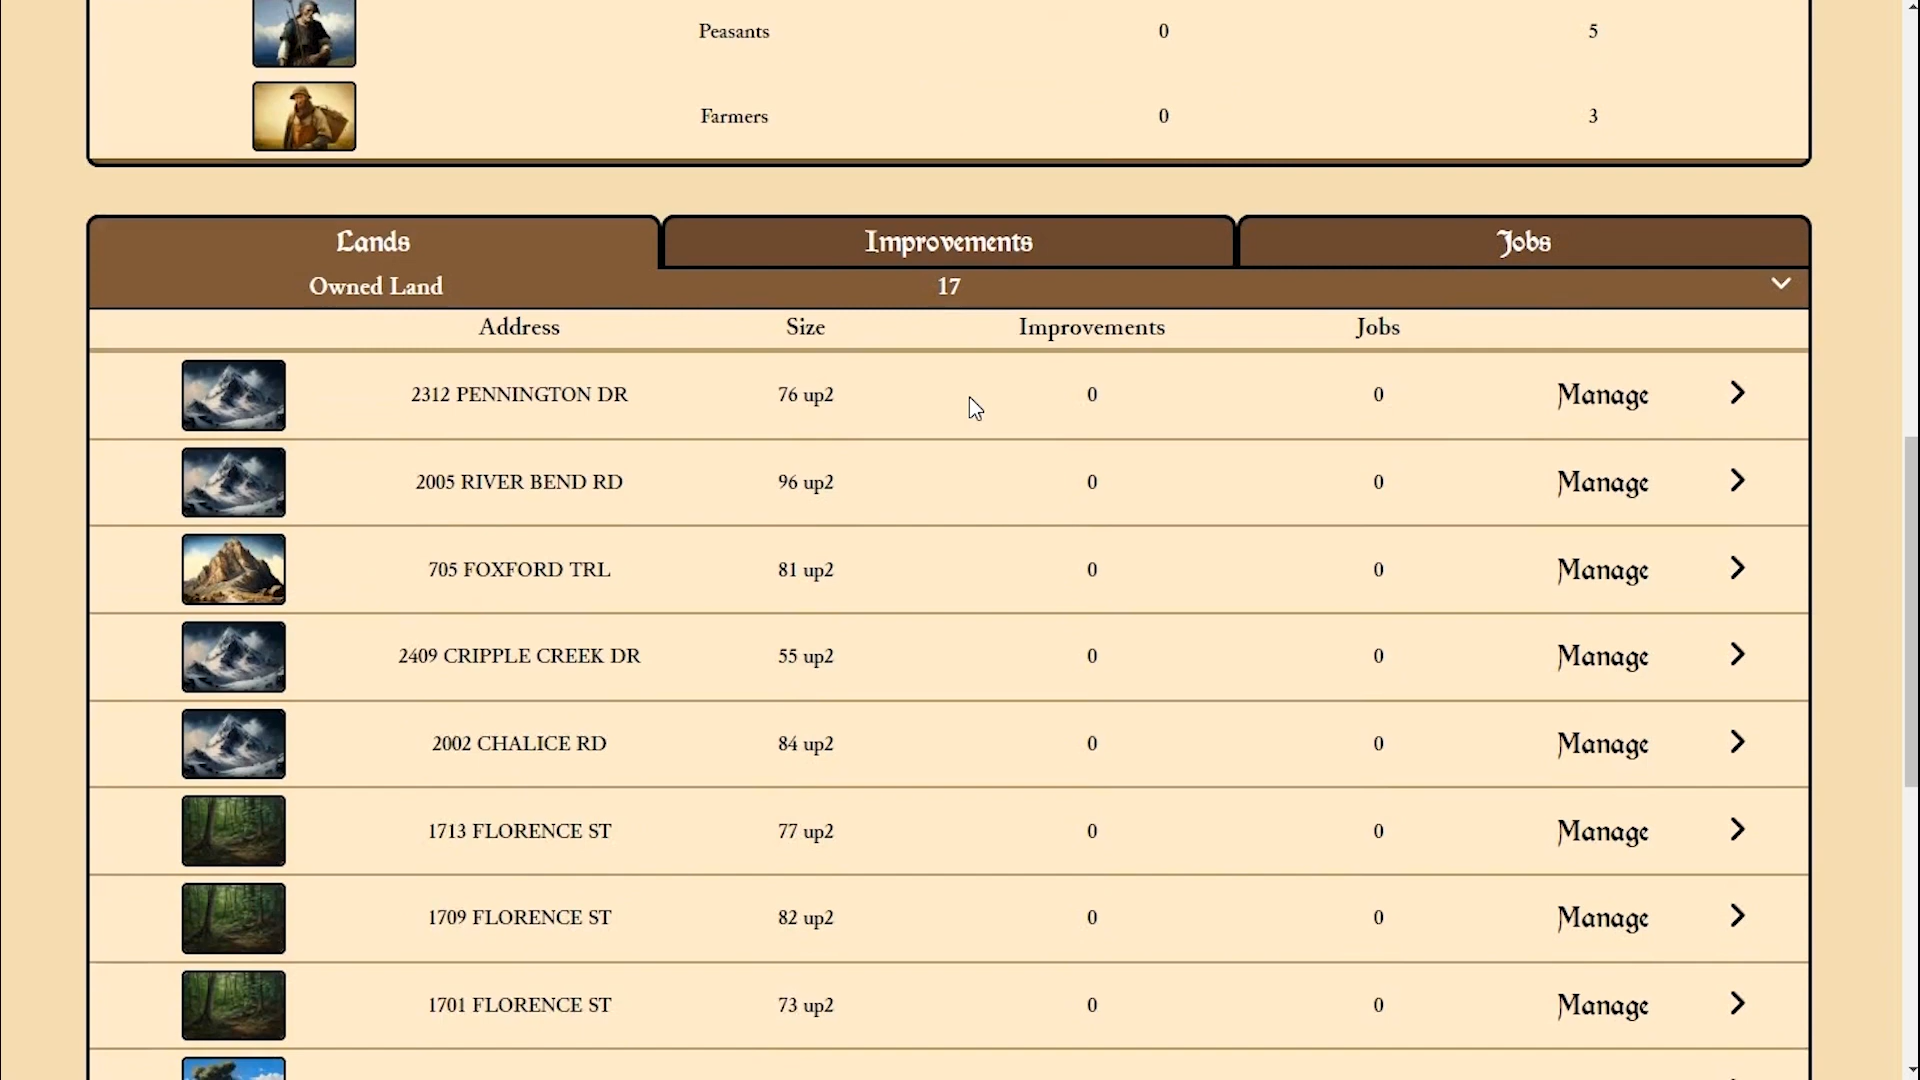 Peasants 0 5
Farmers 0 3
Lands Improvements Jobs
Owned Land 17
Address Size Improvements Jobs
2312 PENNINGTON DR 76 up2 0 0 Manage
2005 RIVER BEND RD 96 up2 0 0 Manage
705 FOXFORD TRL 81 up2 0 0 Manage
2409 CRIPPLE CREEK DR 55 up2 0 0 Manage
2002 CHALICE RD 84 up2 0 0 Manage
1713 FLORENCE ST 77 up2 0 0 Manage
1709 FLORENCE ST 82 up2 0 0 Manage
1701 FLORENCE ST 73 up2 0 0 Manage